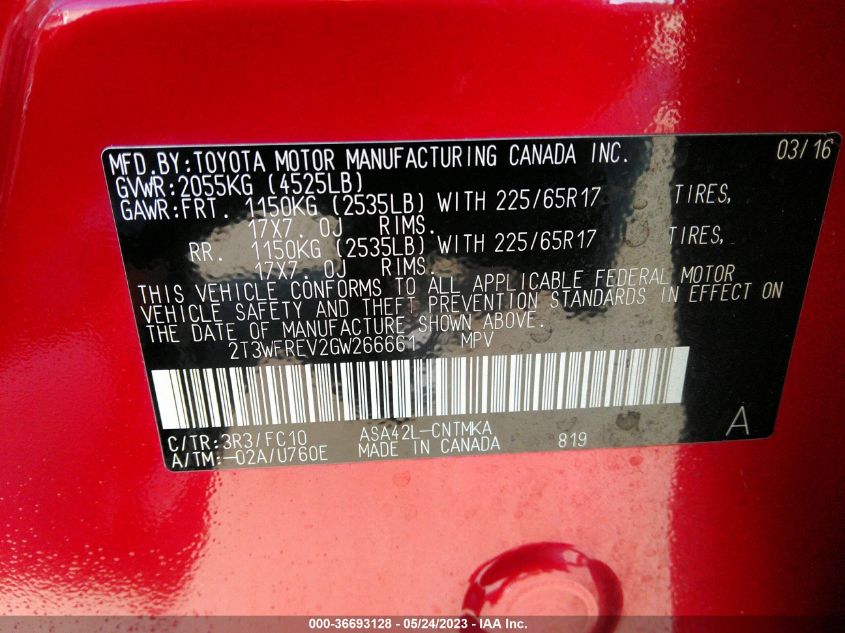 MFD.BY:TOYOTA MOTOR MANUFACTURING CANADA INC. 03/16
GVWR:2055KG (4525LB)
GAWR:FRT. 1150KG (2535LB) WITH 225/65R17 TIRES,
17X7. 0J RIMS.
RR. 1150KG (2535LB) WITH 225/65R17 TIRES,
17X7. 0J RIMS.
THIS VEHICLE CONFORMS TO ALL APPLICABLE FEDERAL MOTOR
VEHICLE SAFETY AND THEFT PREVENTION STANDARDS IN EFFECT ON
THE DATE OF MANUFACTURE SHOWN ABOVE.
2T3WFREV2GW266661 MPV
C/TR:3R3/FC10 ASA42L-CNTMKA A
A/TM:-02A/U760E MADE IN CANADA 819
000-36693128 - 05/24/2023 - IAA Inc.